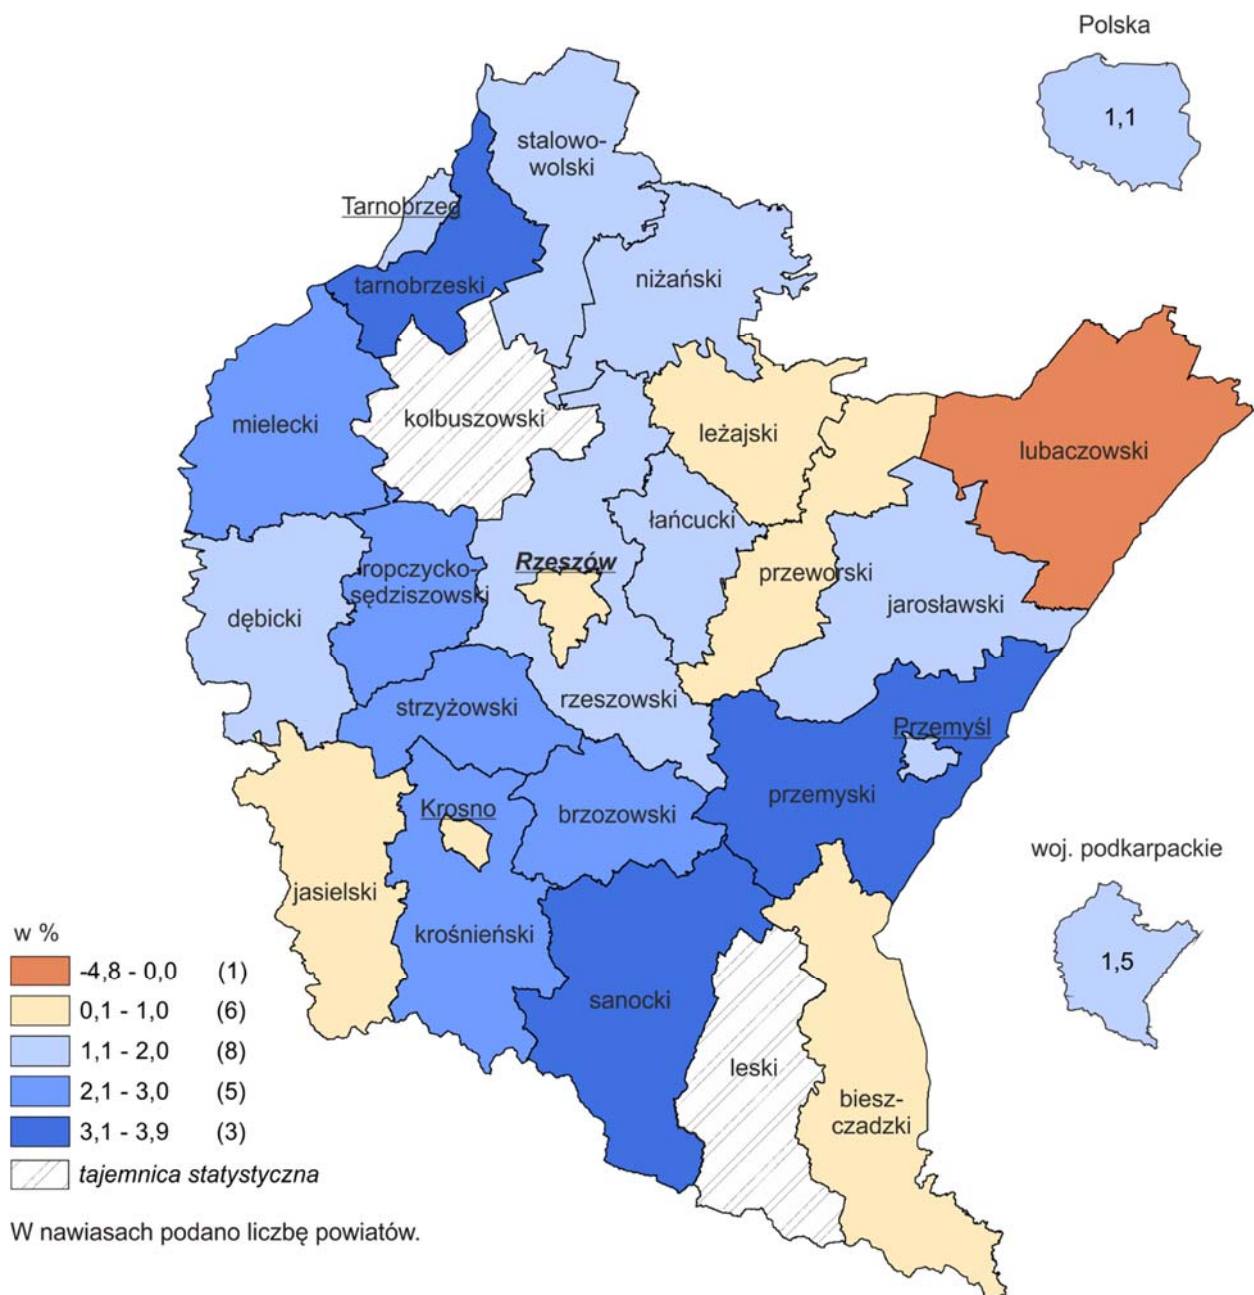 Polska
1,1
stalowo-
wolski
Tarnobrzeg
tarnobrzeski
niżański
mielecki
kolbuszowski
leżajski
lubaczowski
łańcucki
Rzeszów
ropczycko-
sędziszowski
przeworski
jarosławski
dębicki
strzyżowski
rzeszowski
Przemyśl
przemyski
Krosno
brzozowski
woj. podkarpackie
1,5
jasielski
krośnieński
sanocki
leski
biesz-
czadzki
w %
-4,8 - 0,0 (1)
0,1 - 1,0 (6)
1,1 - 2,0 (8)
2,1 - 3,0 (5)
3,1 - 3,9 (3)
tajemnica statystyczna
W nawiasach podano liczbę powiatów.